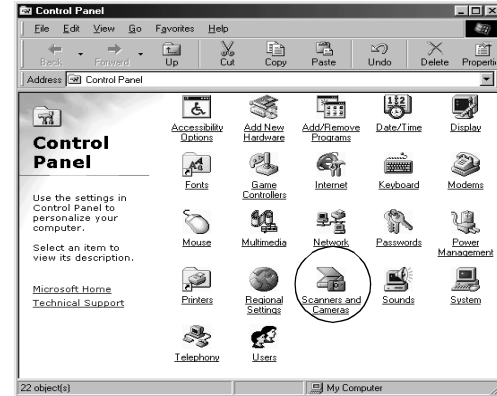 Control Panel
File Edit View Go Favorites Help
Back Forward Up Cut Copy Paste Undo Delete Properti
Address Control Panel
Control
Panel
Use the settings in
Control Panel to
personalize your
computer.
Select an item to
view its description.
Microsoft Home
Technical Support
Accessibility
Options
Add New
Hardware
Add/Remove
Programs
Date/Time
Display
Fonts
Game
Controllers
Internet
Keyboard
Modems
Mouse
Multimedia
Network
Passwords
Power
Management
Printers
Regional
Settings
Scanners and
Cameras
Sounds
System
Telephony
Users
22 object(s)
My Computer